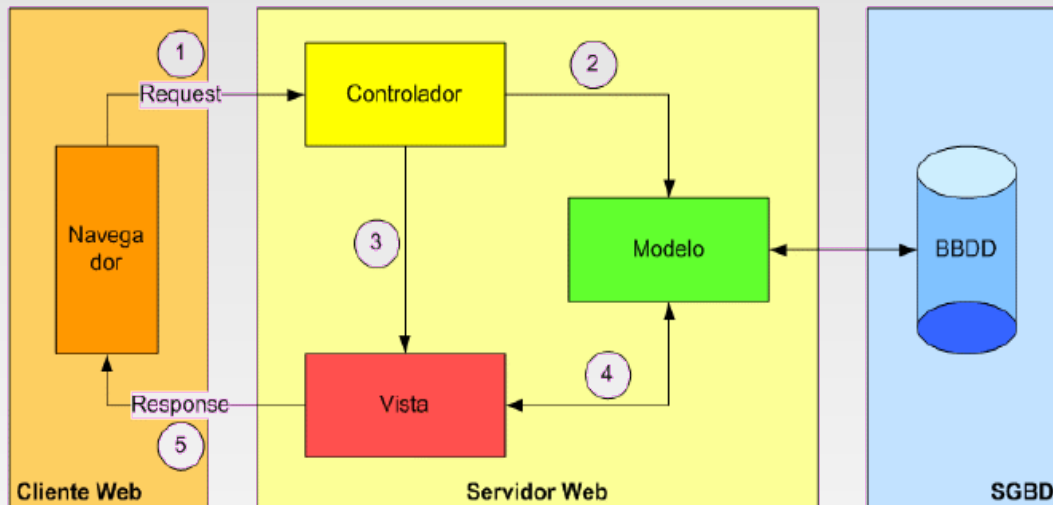 1
Request
Controlador
2
Navega
dor
3
Modelo
BBDD
4
Vista
Response
5
Cliente Web
Servidor Web
SGBD